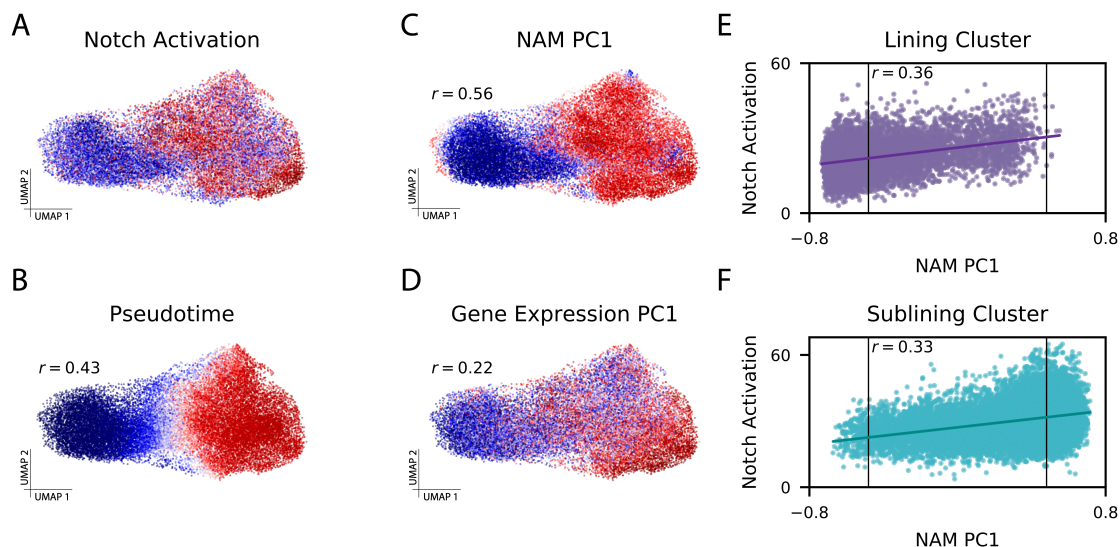 A
Notch Activation
UMAP 2
UMAP 1
B
Pseudotime
r = 0.43
UMAP 2
UMAP 1
C
NAM PC1
r = 0.56
UMAP 2
UMAP 1
D
Gene Expression PC1
r = 0.22
UMAP 2
UMAP 1
E
Lining Cluster
60
r = 0.36
Notch Activation
0
−0.8
0.8
NAM PC1
F
Sublining Cluster
60
r = 0.33
Notch Activation
0
−0.8
0.8
NAM PC1